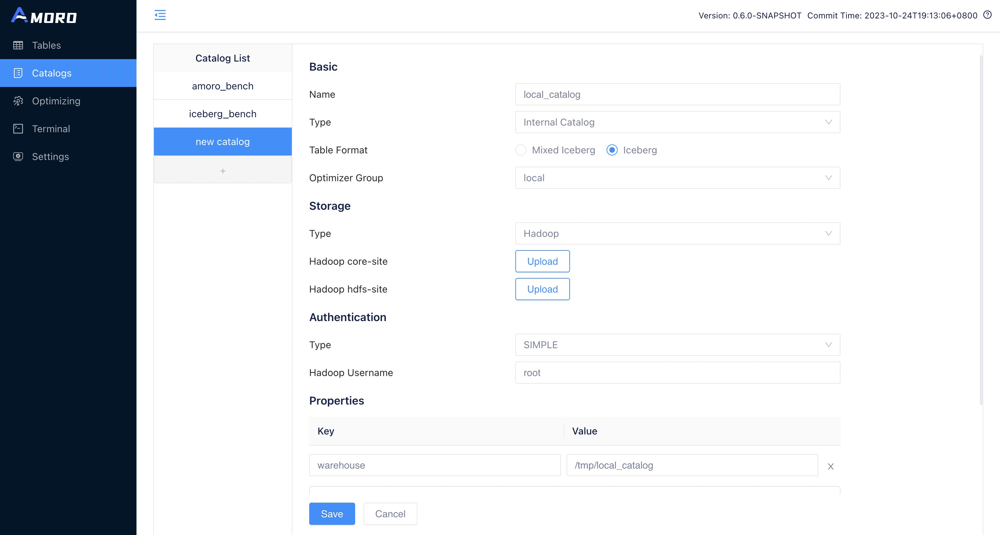 AMORO
Version: 0.6.0-SNAPSHOT Commit Time: 2023-10-24T19:13:06+0800
Tables
Catalogs
Optimizing
Terminal
Settings
Catalog List
amoro_bench
iceberg_bench
new catalog
+
Basic
Name local_catalog
Type Internal Catalog
Table Format Mixed Iceberg Iceberg
Optimizer Group local
Storage
Type Hadoop
Hadoop core-site Upload
Hadoop hdfs-site Upload
Authentication
Type SIMPLE
Hadoop Username root
Properties
Key Value
warehouse /tmp/local_catalog
Save Cancel